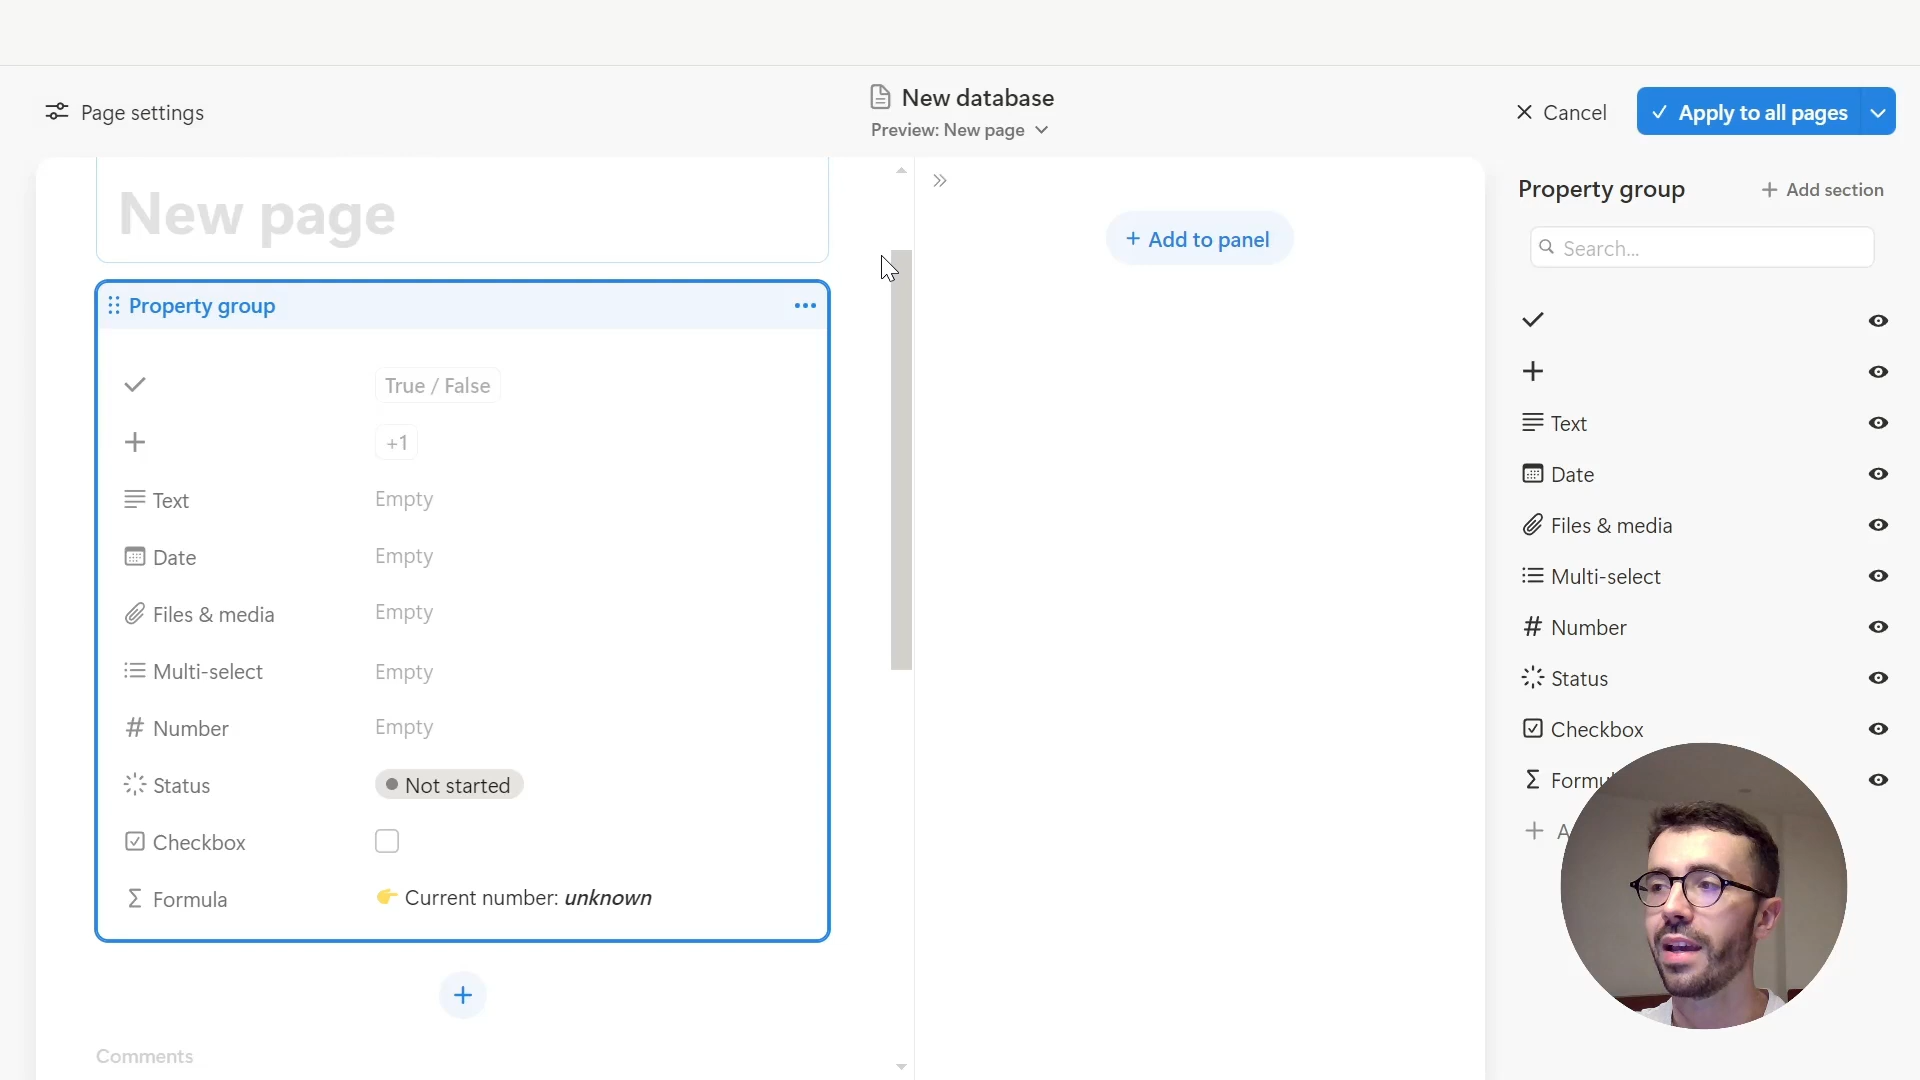 Page settings
New database
Preview: New page
Cancel
Apply to all pages
New page
Property group
True / False
+1
Text Empty
Date Empty
Files & media Empty
Multi-select Empty
Number Empty
Status Not started
Checkbox
Formula 👉 Current number: unknown
Comments
+ Add to panel
Property group
+ Add section
Search...
Text
Date
Files & media
Multi-select
Number
Status
Checkbox